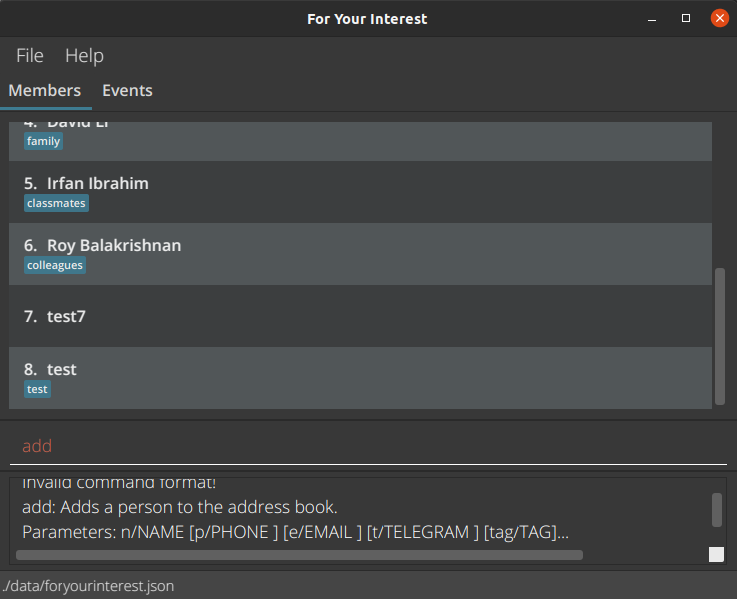 For Your Interest
File Help
Members Events
4. David Li
family
5. Irfan Ibrahim
classmates
6. Roy Balakrishnan
colleagues
7. test7
8. test
test
add
Invalid command format!
add: Adds a person to the address book.
Parameters: n/NAME [p/PHONE ] [e/EMAIL ] [t/TELEGRAM ] [tag/TAG]...
./data/foryourinterest.json